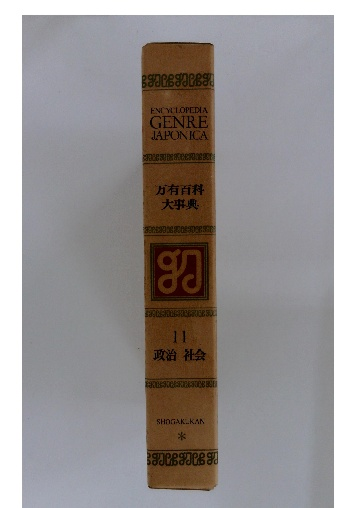 ENCYCLOPEDIA
GENRE
JAPONICA
万有百科
大事典
11
政治 社会
SHOGAKUKAN
*